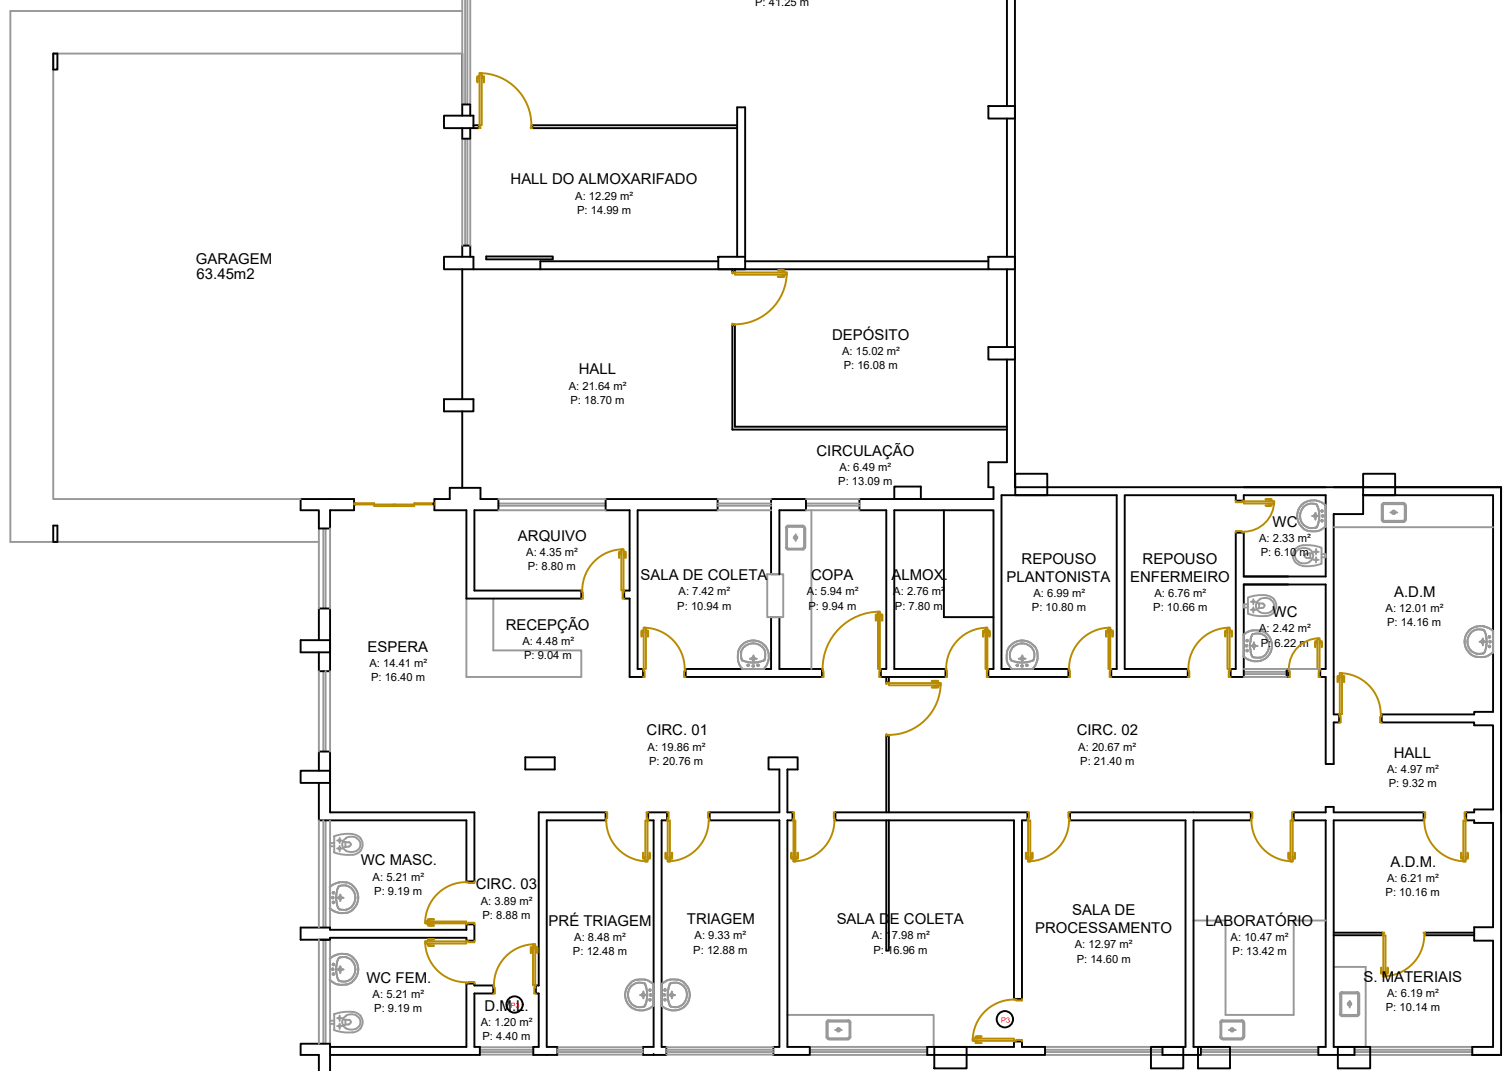 P: 41.25 m
HALL DO ALMOXARIFADO
A: 12.29 m²
P: 14.99 m
GARAGEM
63.45m2
DEPÓSITO
A: 15.02 m²
P: 16.08 m
HALL
A: 21.64 m²
P: 18.70 m
CIRCULAÇÃO
A: 6.49 m²
P: 13.09 m
ARQUIVO
A: 4.35 m²
P: 8.80 m
SALA DE COLETA
A: 7.42 m²
P: 10.94 m
COPA
A: 5.94 m²
P: 9.94 m
ALMOX.
A: 2.76 m²
P: 7.80 m
REPOUSO
PLANTONISTA
A: 6.99 m²
P: 10.80 m
REPOUSO
ENFERMEIRO
A: 6.76 m²
P: 10.66 m
WC
A: 2.33 m²
P: 6.10 m
WC
A: 2.42 m²
P: 6.22 m
A.D.M
A: 12.01 m²
P: 14.16 m
RECEPÇÃO
A: 4.48 m²
P: 9.04 m
ESPERA
A: 14.41 m²
P: 16.40 m
CIRC. 01
A: 19.86 m²
P: 20.76 m
CIRC. 02
A: 20.67 m²
P: 21.40 m
HALL
A: 4.97 m²
P: 9.32 m
WC MASC.
A: 5.21 m²
P: 9.19 m
CIRC. 03
A: 3.89 m²
P: 8.88 m
PRÉ TRIAGEM
A: 8.48 m²
P: 12.48 m
TRIAGEM
A: 9.33 m²
P: 12.88 m
SALA DE COLETA
A: 17.98 m²
P: 16.96 m
SALA DE
PROCESSAMENTO
A: 12.97 m²
P: 14.60 m
LABORATÓRIO
A: 10.47 m²
P: 13.42 m
A.D.M.
A: 6.21 m²
P: 10.16 m
WC FEM.
A: 5.21 m²
P: 9.19 m
D.M.L.
A: 1.20 m²
P: 4.40 m
P3
S. MATERIAIS
A: 6.19 m²
P: 10.14 m